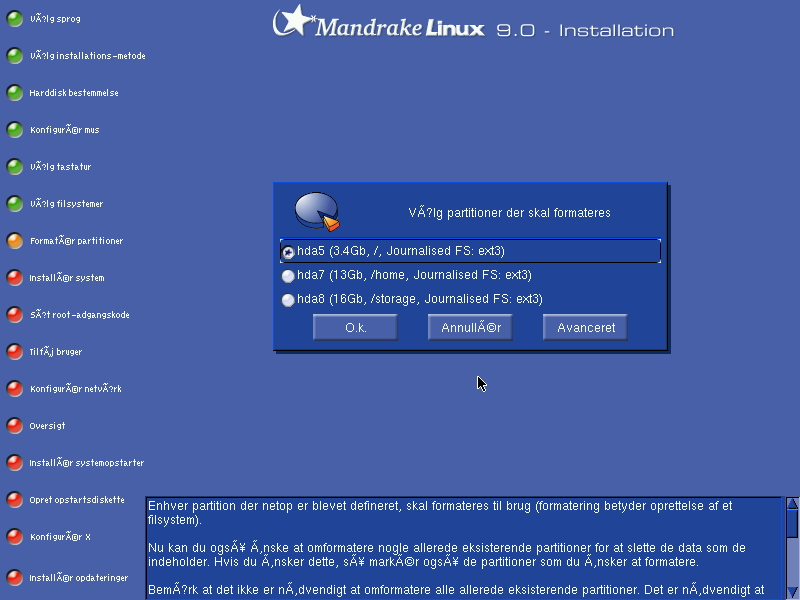 VÃ?lg sprog
VÃ?lg installations-metode
Harddisk bestemmelse
KonfigurÃ©r mus
VÃ?lg tastatur
VÃ?lg filsystemer
FormatÃ©r partitioner
InstallÃ©r system
SÃ?t root-adgangskode
TilfÃ¸j bruger
KonfigurÃ©r netvÃ?rk
Oversigt
InstallÃ©r systemopstarter
Opret opstartsdiskette
KonfigurÃ©r X
InstallÃ©r opdateringer
MandrakeLinux 9.0 - Installation
VÃ?lg partitioner der skal formateres
hda5 (3.4Gb, /, Journalised FS: ext3)
hda7 (13Gb, /home, Journalised FS: ext3)
hda8 (16Gb, /storage, Journalised FS: ext3)
O.k.
AnnullÃ©r
Avanceret
Enhver partition der netop er blevet defineret, skal formateres til brug (formatering betyder oprettelse af et
filsystem).
Nu kan du ogsÃ¥ Ã¸nske at omformatere nogle allerede eksisterende partitioner for at slette de data som de
indeholder. Hvis du Ã¸nsker dette, sÃ¥ markÃ©r ogsÃ¥ de partitioner som du Ã¸nsker at formatere.
BemÃ?rk at det ikke er nÃ¸dvendigt at omformatere alle allerede eksisterende partitioner. Det er nÃ¸dvendigt at